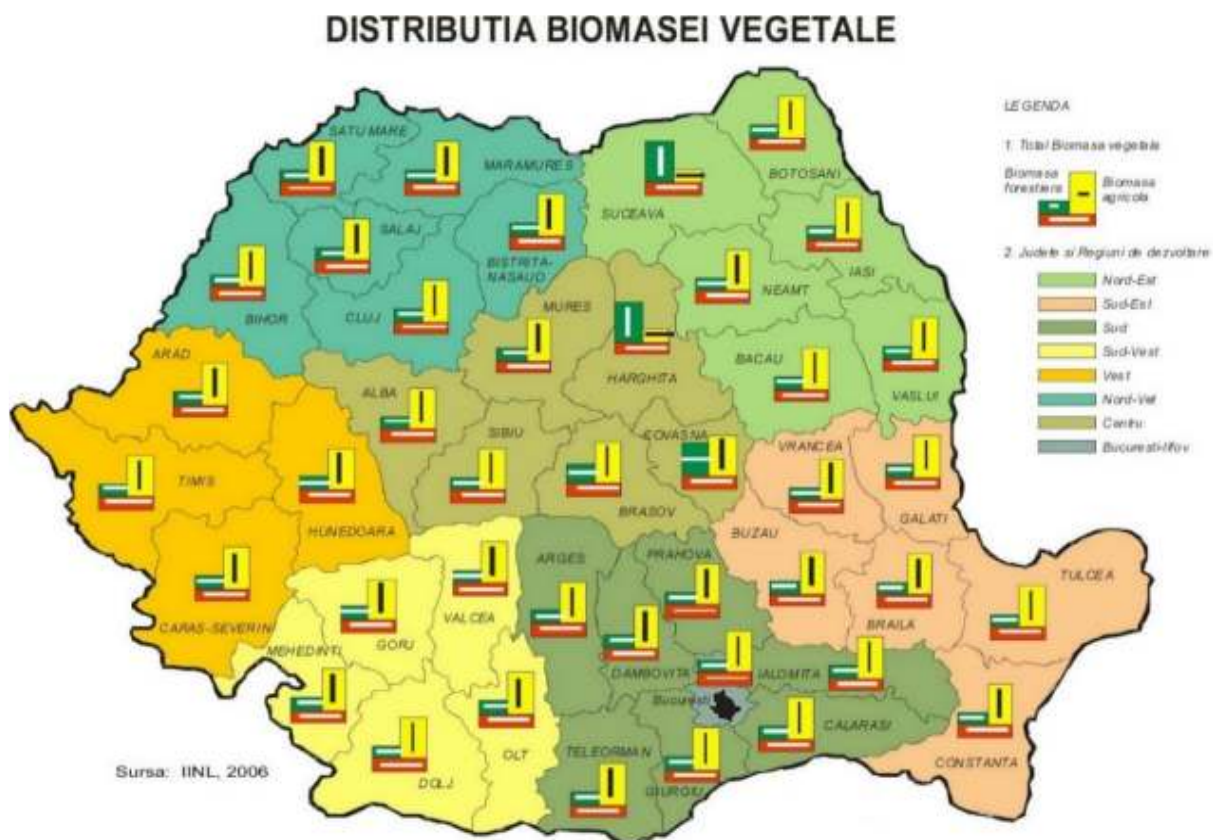 DISTRIBUTIA BIOMASEI VEGETALE
LEGENDA
1. Total Biomasa vegetala
Biomasa forestiera
Biomasa agricola
2. Judete si Regiuni de dezvoltare
Nord-Est
Sud-Est
Sud
Sud-Vest
Vest
Nord-Vet
Centru
Bucuresti-Ilfov
SATU MARE
MARAMURES
SUCEAVA
BOTOSANI
SALAJ
BISTRITA-
NASAUD
IASI
NEAMT
BIHOR
CLUJ
MURES
HARGHITA
BACAU
VASLUI
ARAD
ALBA
SIBIU
COVASNA
VRANCEA
TIMIS
HUNEDOARA
BRASOV
GALATI
BUZAU
ARGES
PRAHOVA
TULCEA
CARAS-SEVERIN
VALCEA
GORJ
BRAILA
MEHEDINTI
DAMBOVITA
IALOMITA
Bucuresti
CALARASI
OLT
TELEORMAN
CONSTANTA
DOLJ
GIURGIU
Sursa: IINL, 2006